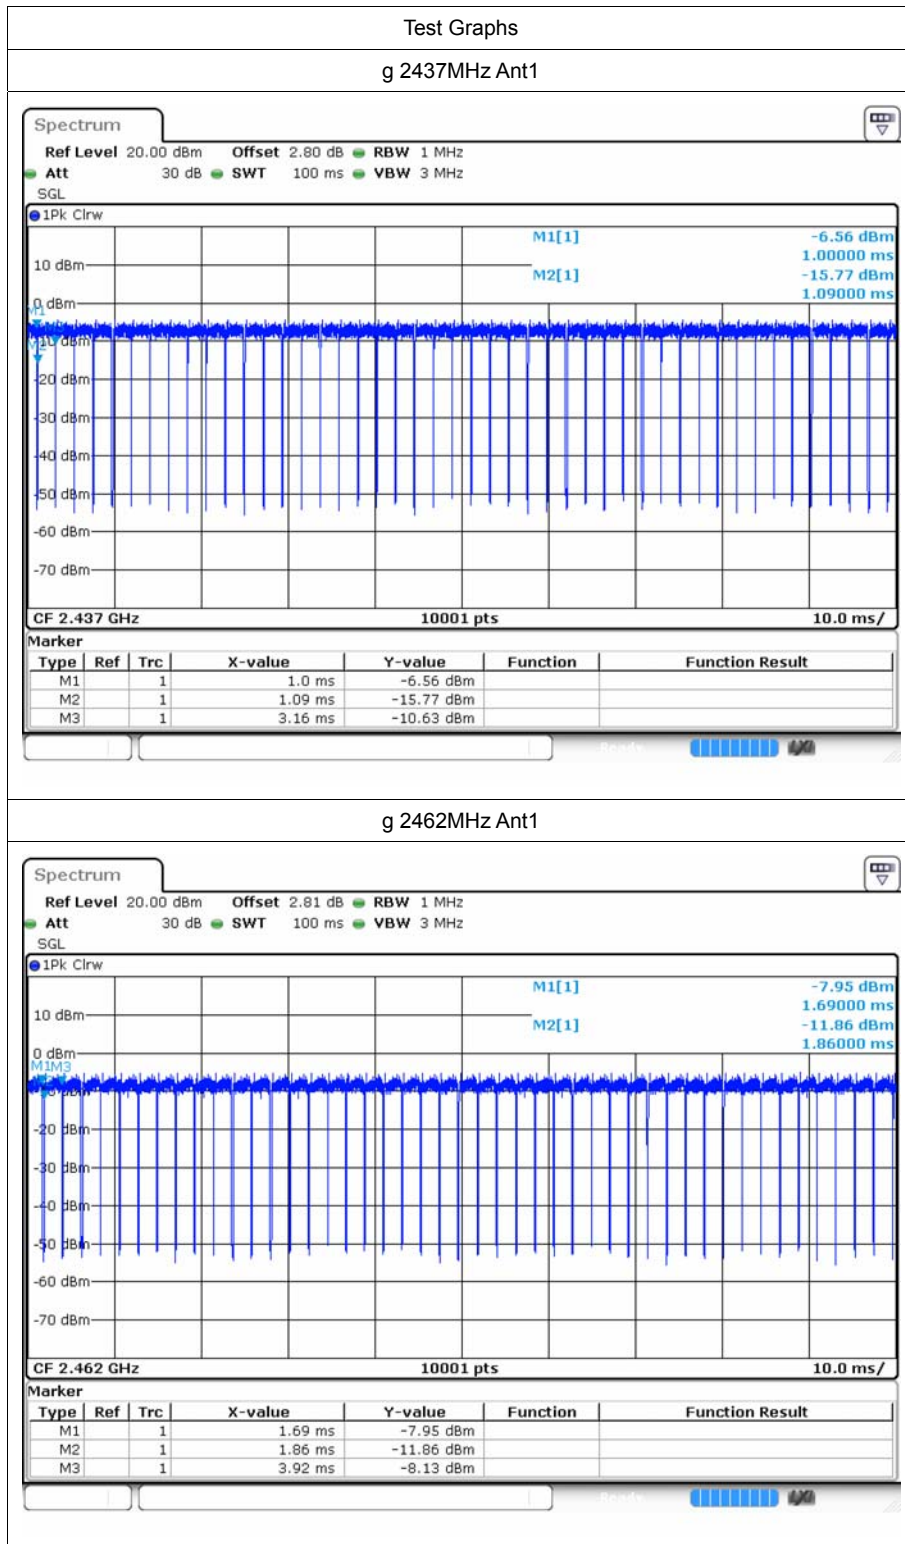 Test Graphs
g 2437MHz Ant1
Spectrum
Ref Level 20.00 dBm Offset 2.80 dB RBW 1 MHz
Att 30 dB SWT 100 ms VBW 3 MHz
SGL
1Pk Clrw
M1[1] -6.56 dBm
1.00000 ms
10 dBm
M2[1] -15.77 dBm
1.09000 ms
0 dBm
M1
-20 dBm
-30 dBm
-40 dBm
-50 dBm
-60 dBm
-70 dBm
CF 2.437 GHz 10001 pts 10.0 ms/
Marker
Type Ref Trc X-value Y-value Function Function Result
M1 1 1.0 ms -6.56 dBm
M2 1 1.09 ms -15.77 dBm
M3 1 3.16 ms -10.63 dBm
Ready
g 2462MHz Ant1
Spectrum
Ref Level 20.00 dBm Offset 2.81 dB RBW 1 MHz
Att 30 dB SWT 100 ms VBW 3 MHz
SGL
1Pk Clrw
M1[1] -7.95 dBm
1.69000 ms
10 dBm
M2[1] -11.86 dBm
1.86000 ms
0 dBm
M1M3
-20 dBm
-30 dBm
-40 dBm
-50 dBm
-60 dBm
-70 dBm
CF 2.462 GHz 10001 pts 10.0 ms/
Marker
Type Ref Trc X-value Y-value Function Function Result
M1 1 1.69 ms -7.95 dBm
M2 1 1.86 ms -11.86 dBm
M3 1 3.92 ms -8.13 dBm
Ready